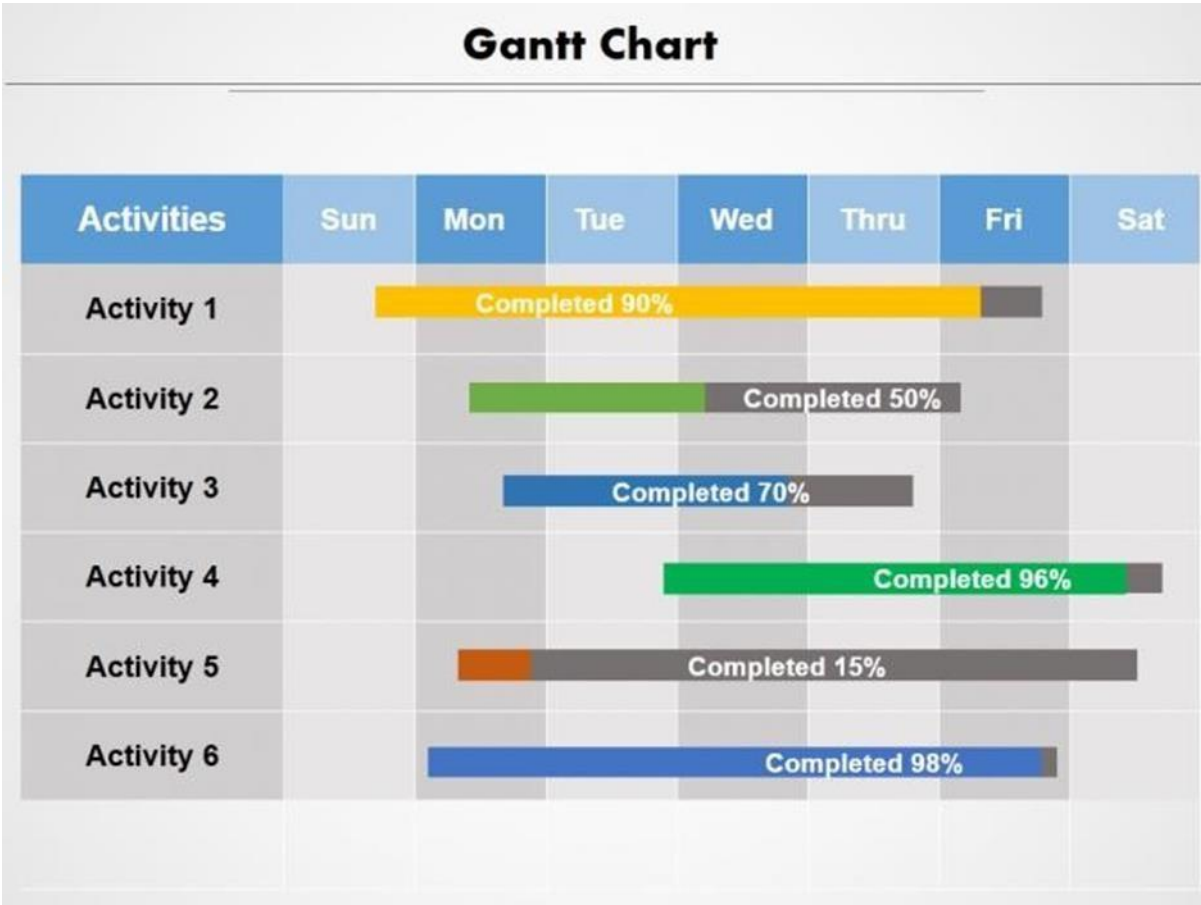 Gantt Chart
Activities Sun Mon Tue Wed Thru Fri Sat
Activity 1 Completed 90%
Activity 2 Completed 50%
Activity 3 Completed 70%
Activity 4 Completed 96%
Activity 5 Completed 15%
Activity 6 Completed 98%